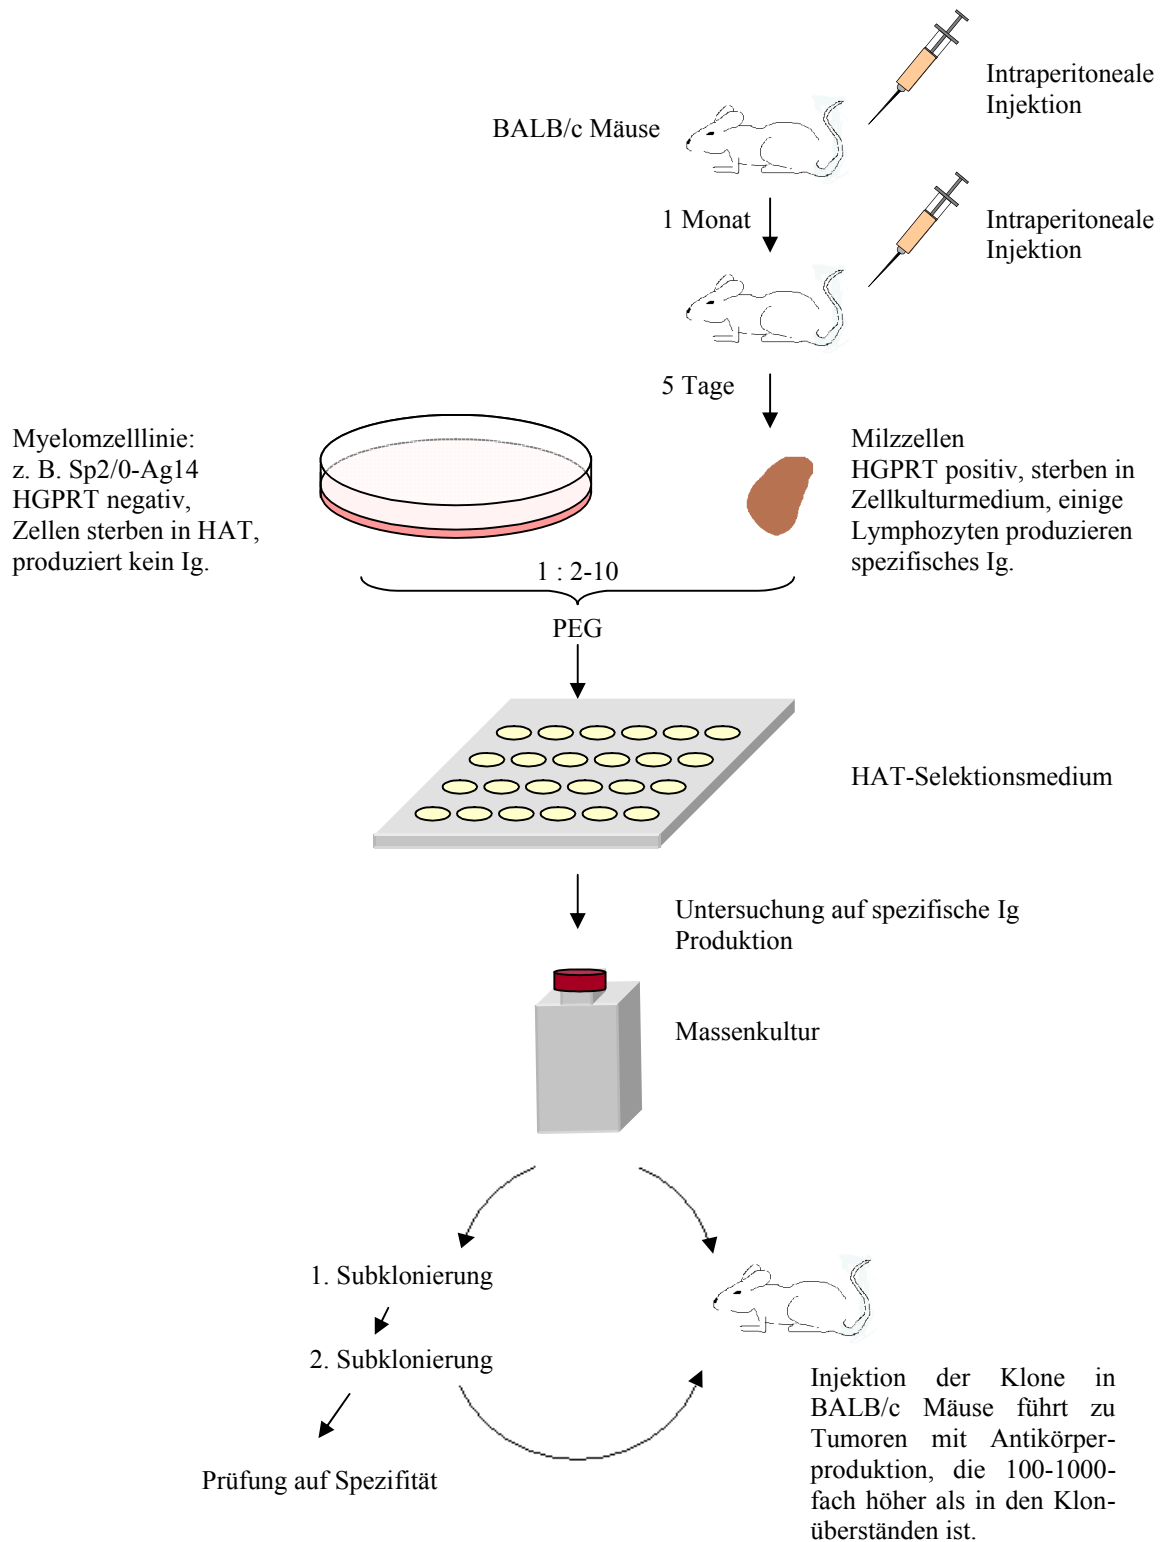 Intraperitoneale
Injektion
BALB/c Mäuse
1 Monat
Intraperitoneale
Injektion
5 Tage
Myelomzelllinie:
z. B. Sp2/0-Ag14
HGPRT negativ,
Zellen sterben in HAT,
produziert kein Ig.
Milzzellen
HGPRT positiv, sterben in
Zellkulturmedium, einige
Lymphozyten produzieren
spezifisches Ig.
1 : 2-10
PEG
HAT-Selektionsmedium
Untersuchung auf spezifische Ig
Produktion
Massenkultur
1. Subklonierung
2. Subklonierung
Prüfung auf Spezifität
Injektion der Klone in
BALB/c Mäuse führt zu
Tumoren mit Antikörper-
produktion, die 100-1000-
fach höher als in den Klon-
überständen ist.